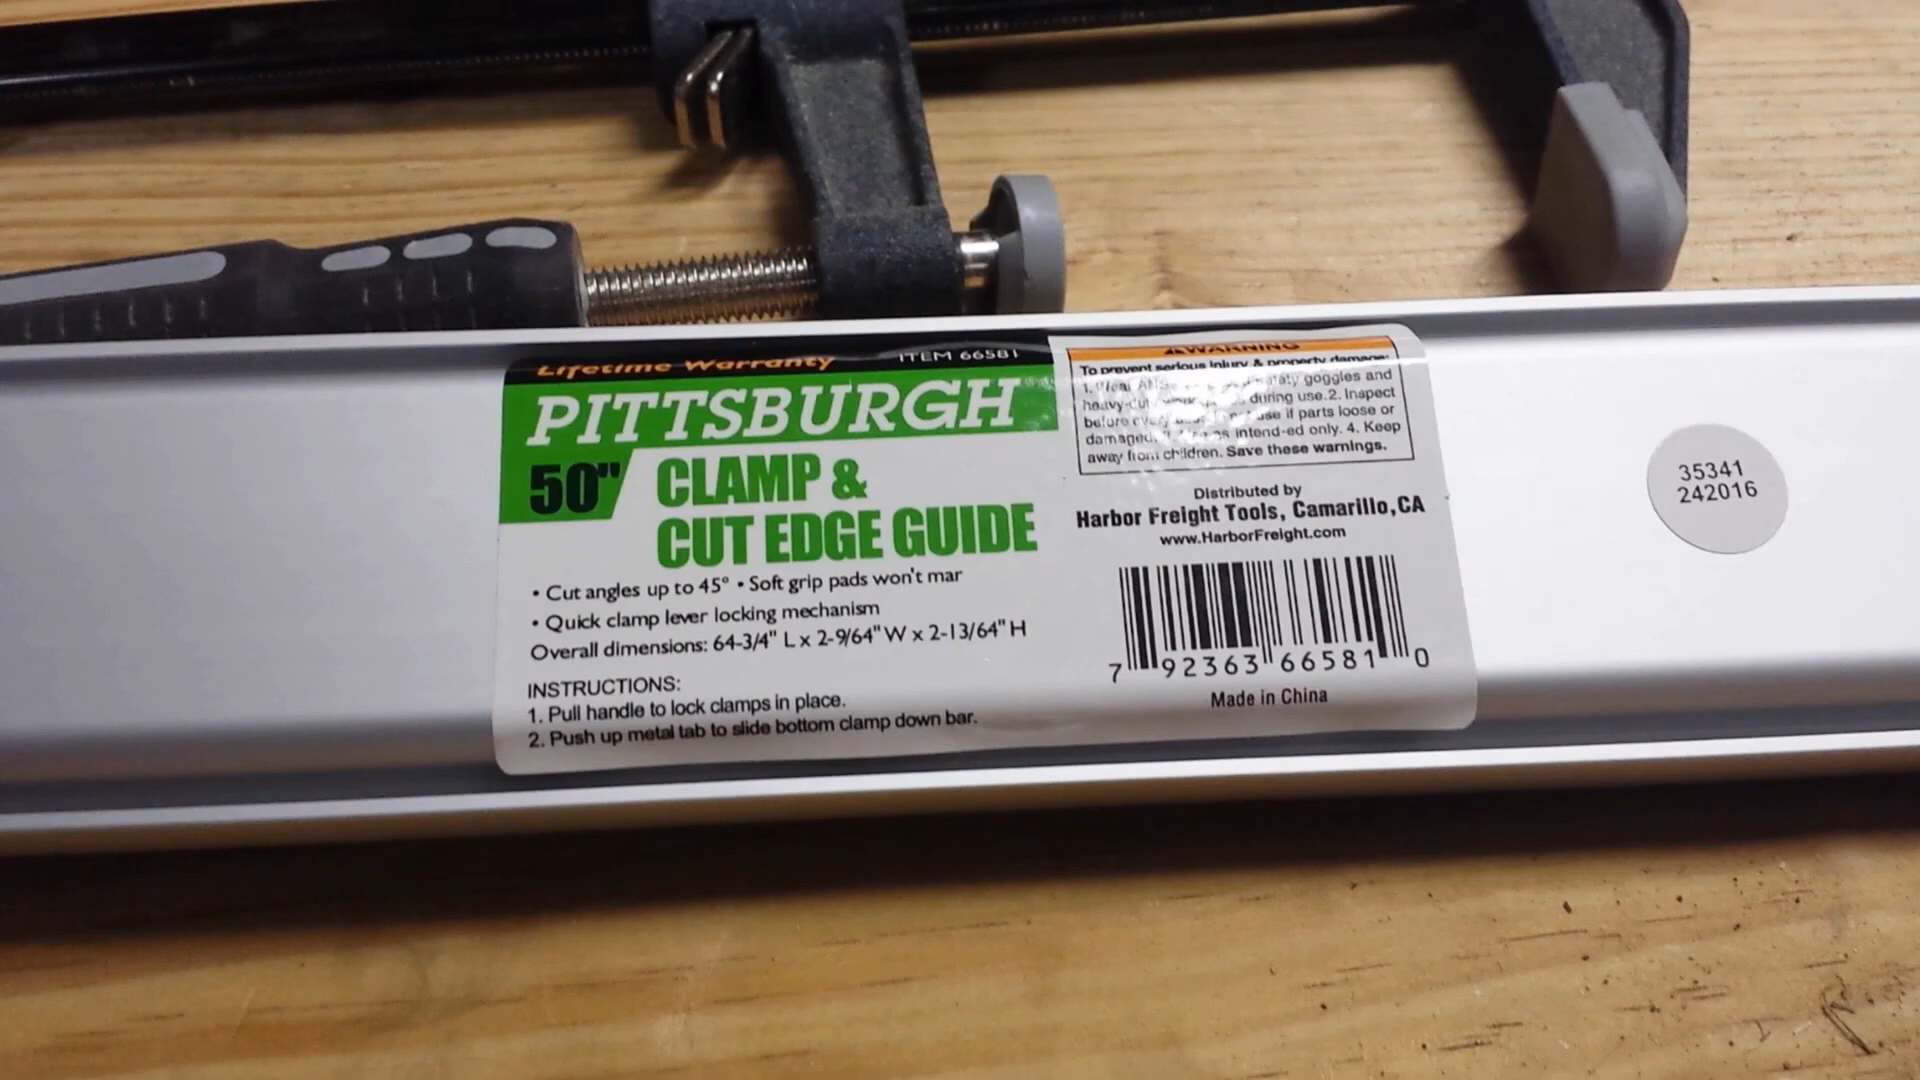 Lifetime Warranty ITEM 66581
PITTSBURGH
50" CLAMP &
CUT EDGE GUIDE
• Cut angles up to 45° • Soft grip pads won't mar
• Quick clamp lever locking mechanism
Overall dimensions: 64-3/4" L x 2-9/64" W x 2-13/64" H
INSTRUCTIONS:
1. Pull handle to lock clamps in place.
2. Push up metal tab to slide bottom clamp down bar.
WARNING
To prevent serious injury & property damage:
1. Wear goggles and
during use. 2. Inspect
before if parts loose or
damaged. intend-ed only. 4. Keep
away from children. Save these warnings.
Distributed by
Harbor Freight Tools, Camarillo, CA
www.HarborFreight.com
7 92363 66581 0
Made in China
35341
242016